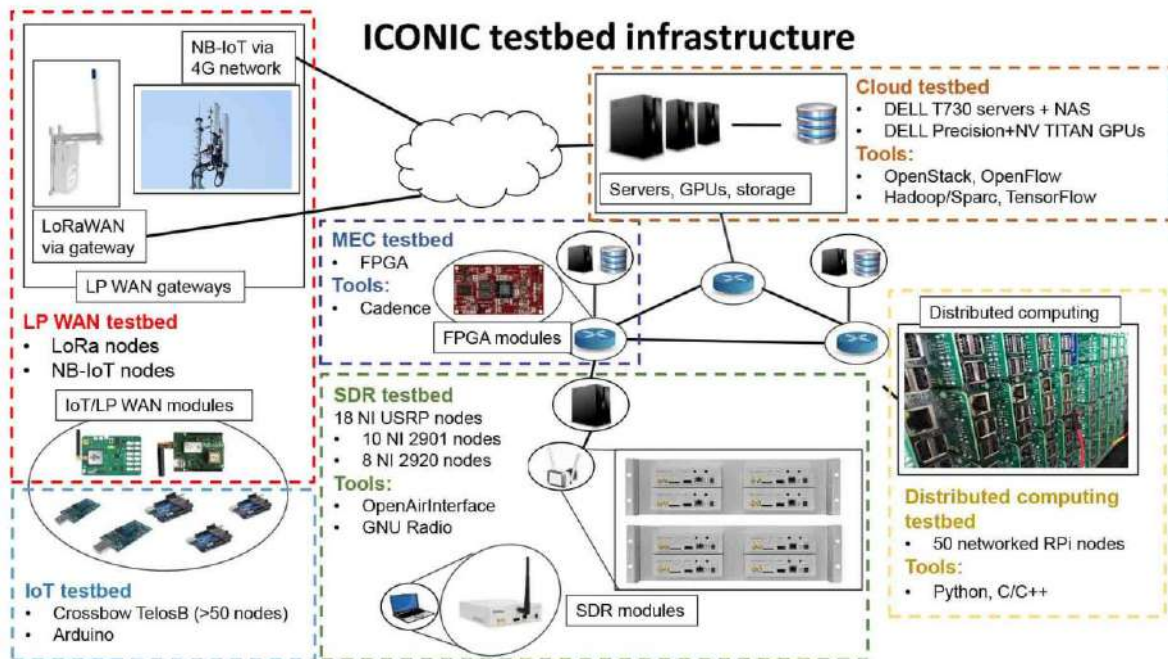 ICONIC testbed infrastructure
NB-IoT via
4G network
LoRaWAN
via gateway
LP WAN gateways
LP WAN testbed
• LoRa nodes
• NB-IoT nodes
IoT/LP WAN modules
IoT testbed
• Crossbow TelosB (>50 nodes)
• Arduino
Servers, GPUs, storage
Cloud testbed
• DELL T730 servers + NAS
• DELL Precision+NV TITAN GPUs
Tools:
• OpenStack, OpenFlow
• Hadoop/Sparc, TensorFlow
MEC testbed
• FPGA
Tools:
• Cadence
FPGA modules
SDR testbed
18 NI USRP nodes
• 10 NI 2901 nodes
• 8 NI 2920 nodes
Tools:
• OpenAirInterface
• GNU Radio
SDR modules
Distributed computing
Distributed computing
testbed
• 50 networked RPi nodes
Tools:
• Python, C/C++